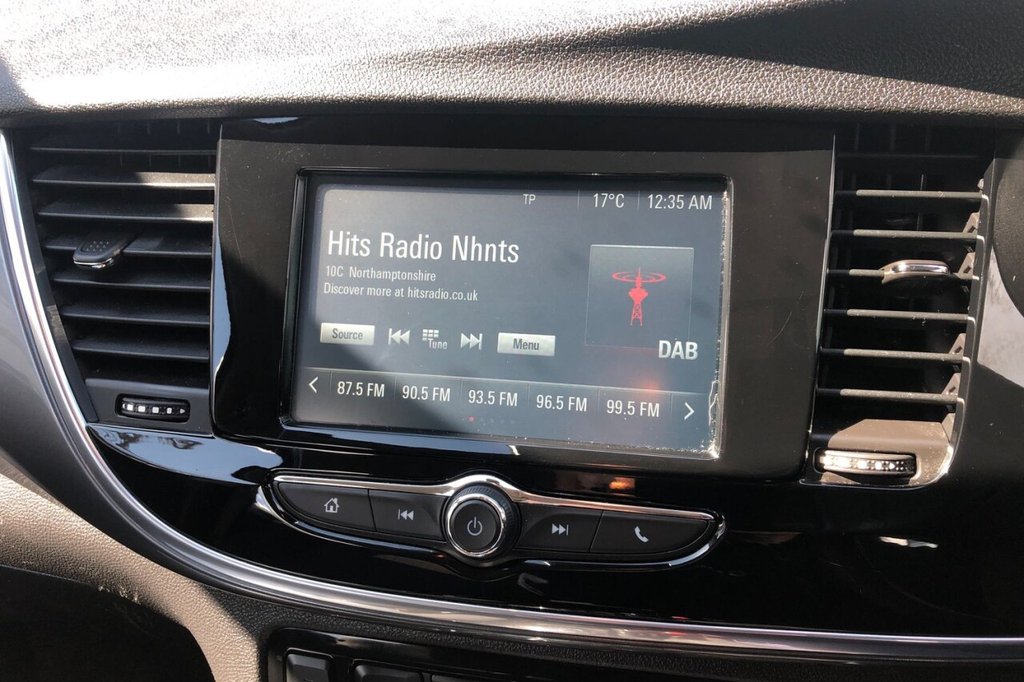 TP 17°C 12:35 AM
Hits Radio Nhnts
10C Northamptonshire
Discover more at hitsradio.co.uk
Source Tune Menu
DAB
87.5 FM 90.5 FM 93.5 FM 96.5 FM 99.5 FM